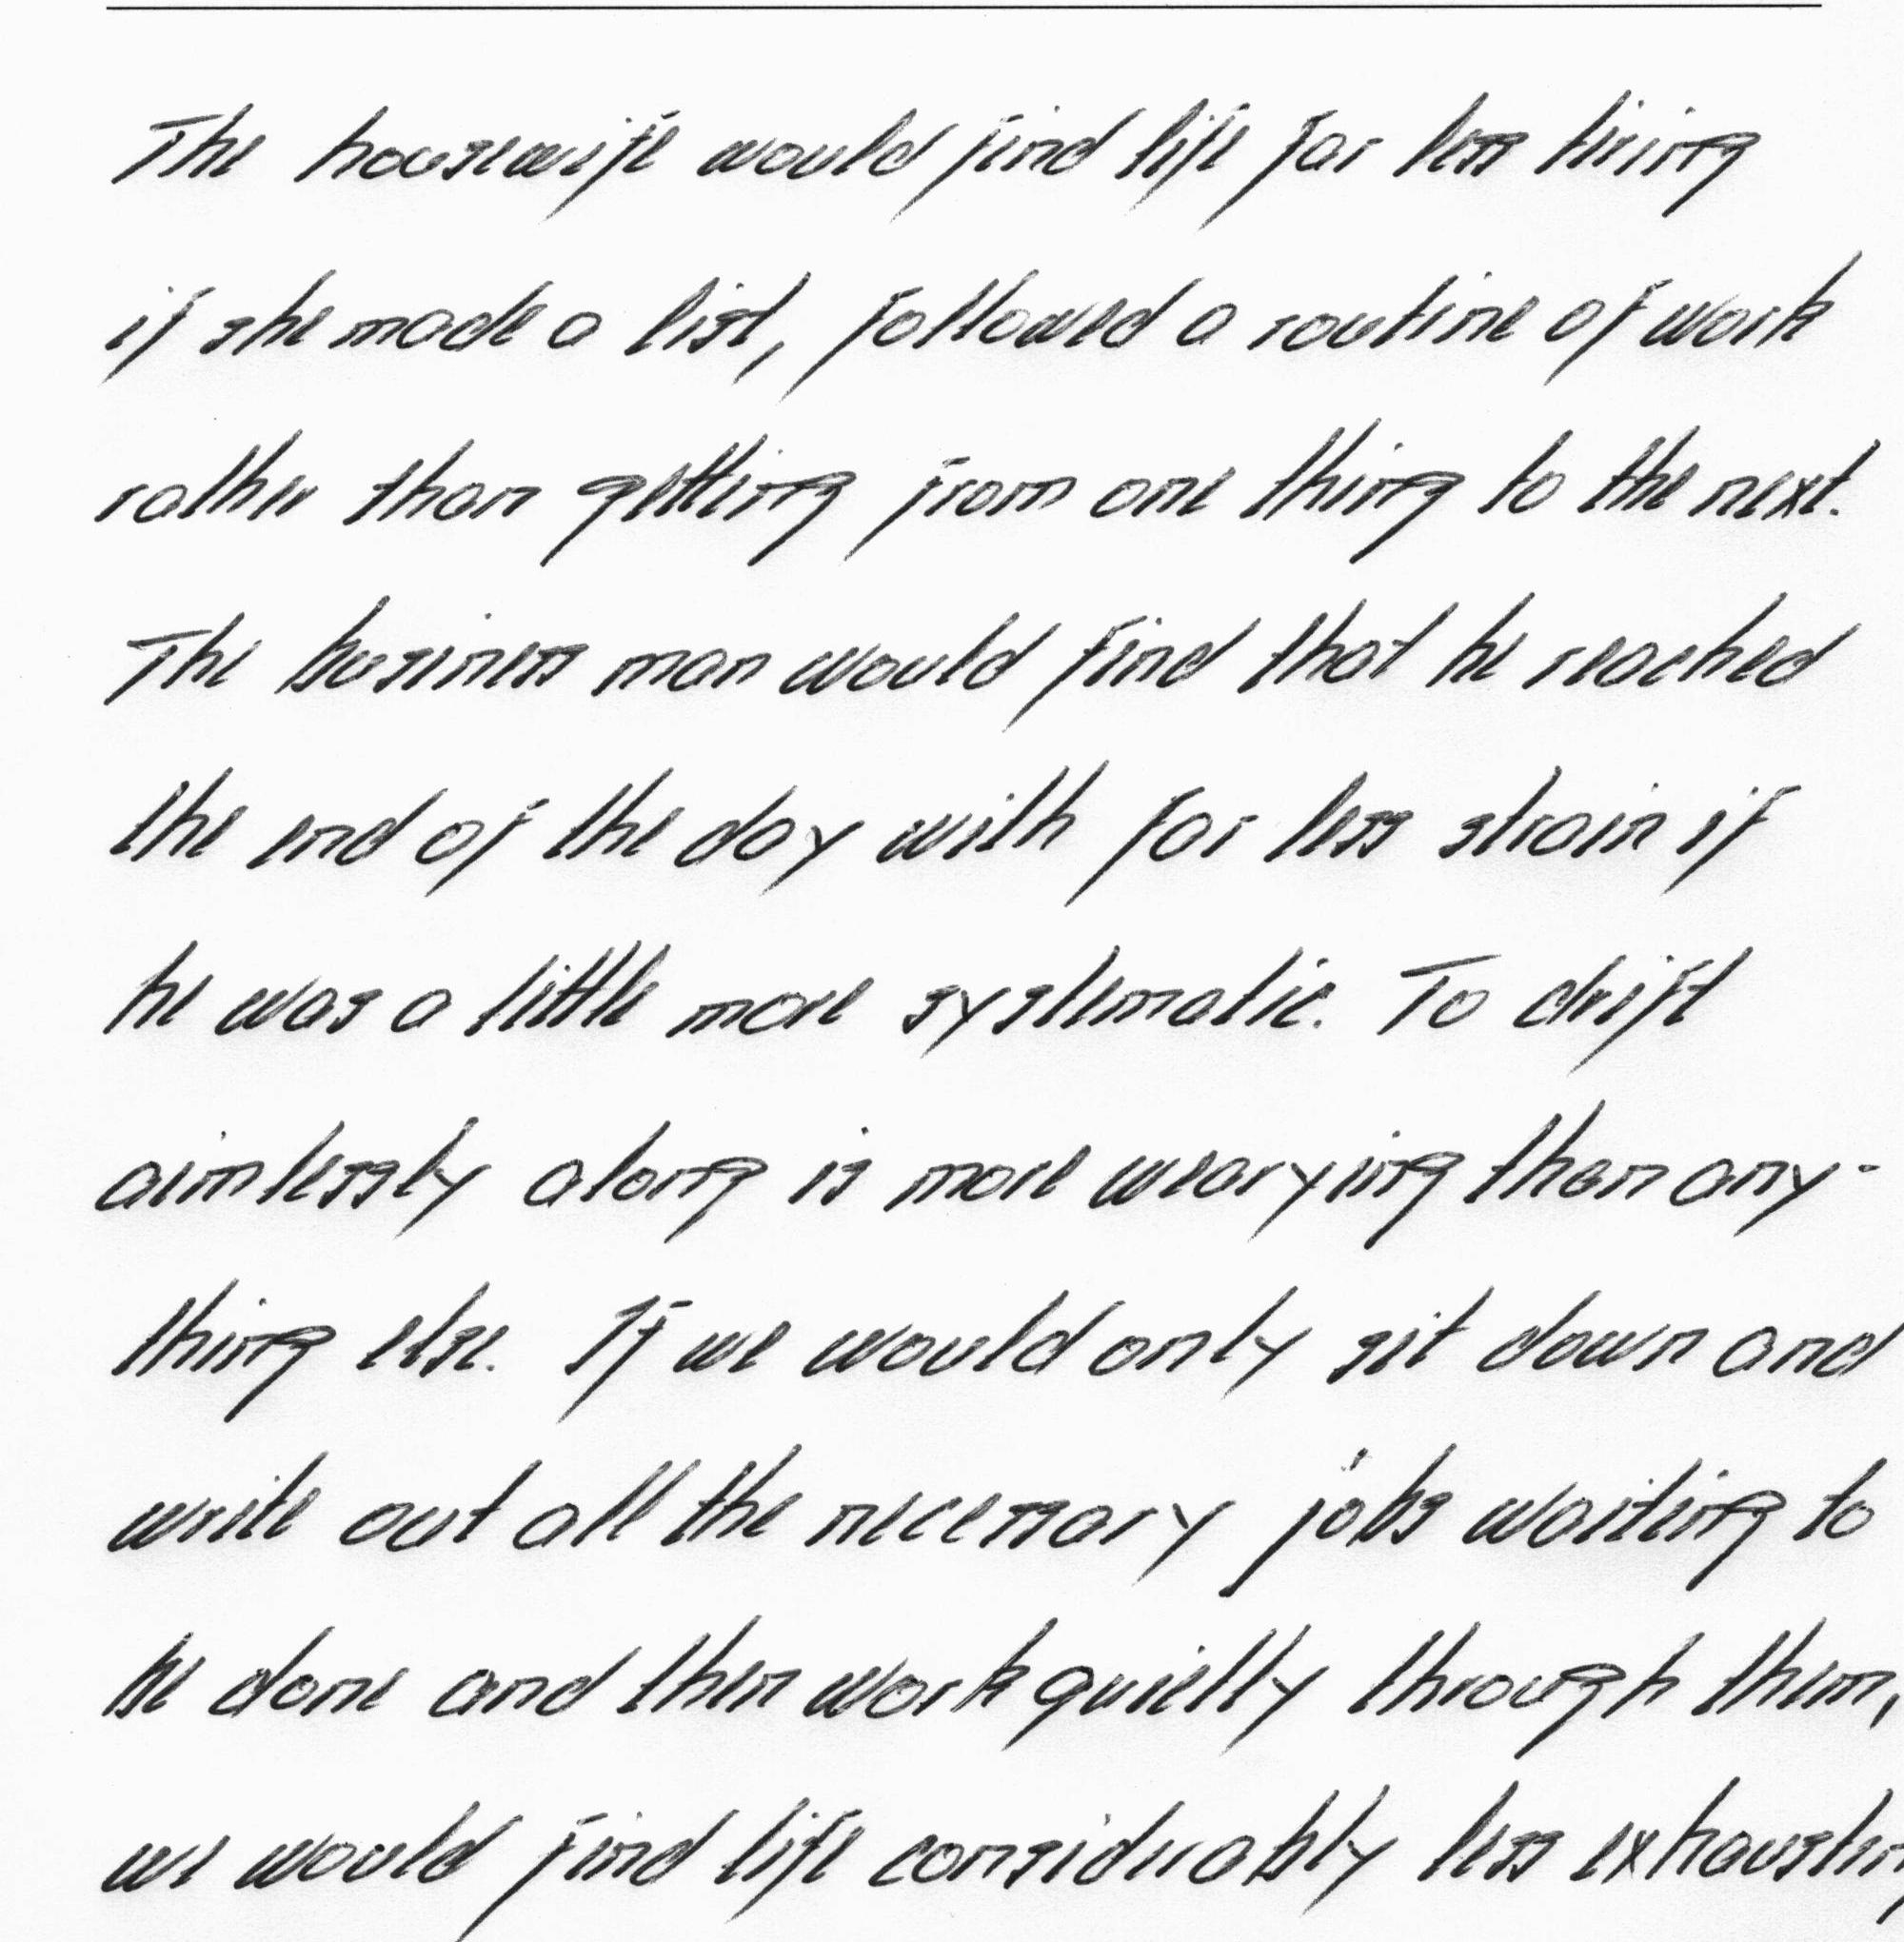 The housewife would find life far less tiring
if she made a list, followed a routine of work
rather than getting from one thing to the next.
The business man would find that he reached
the end of the day with far less strain if
he was a little more systematic. To drift
aimlessly along is more wearying than any-
thing else. If we would only sit down and
write out all the necessary jobs waiting to
be done and then work quietly through them,
we would find life considerably less exhausting